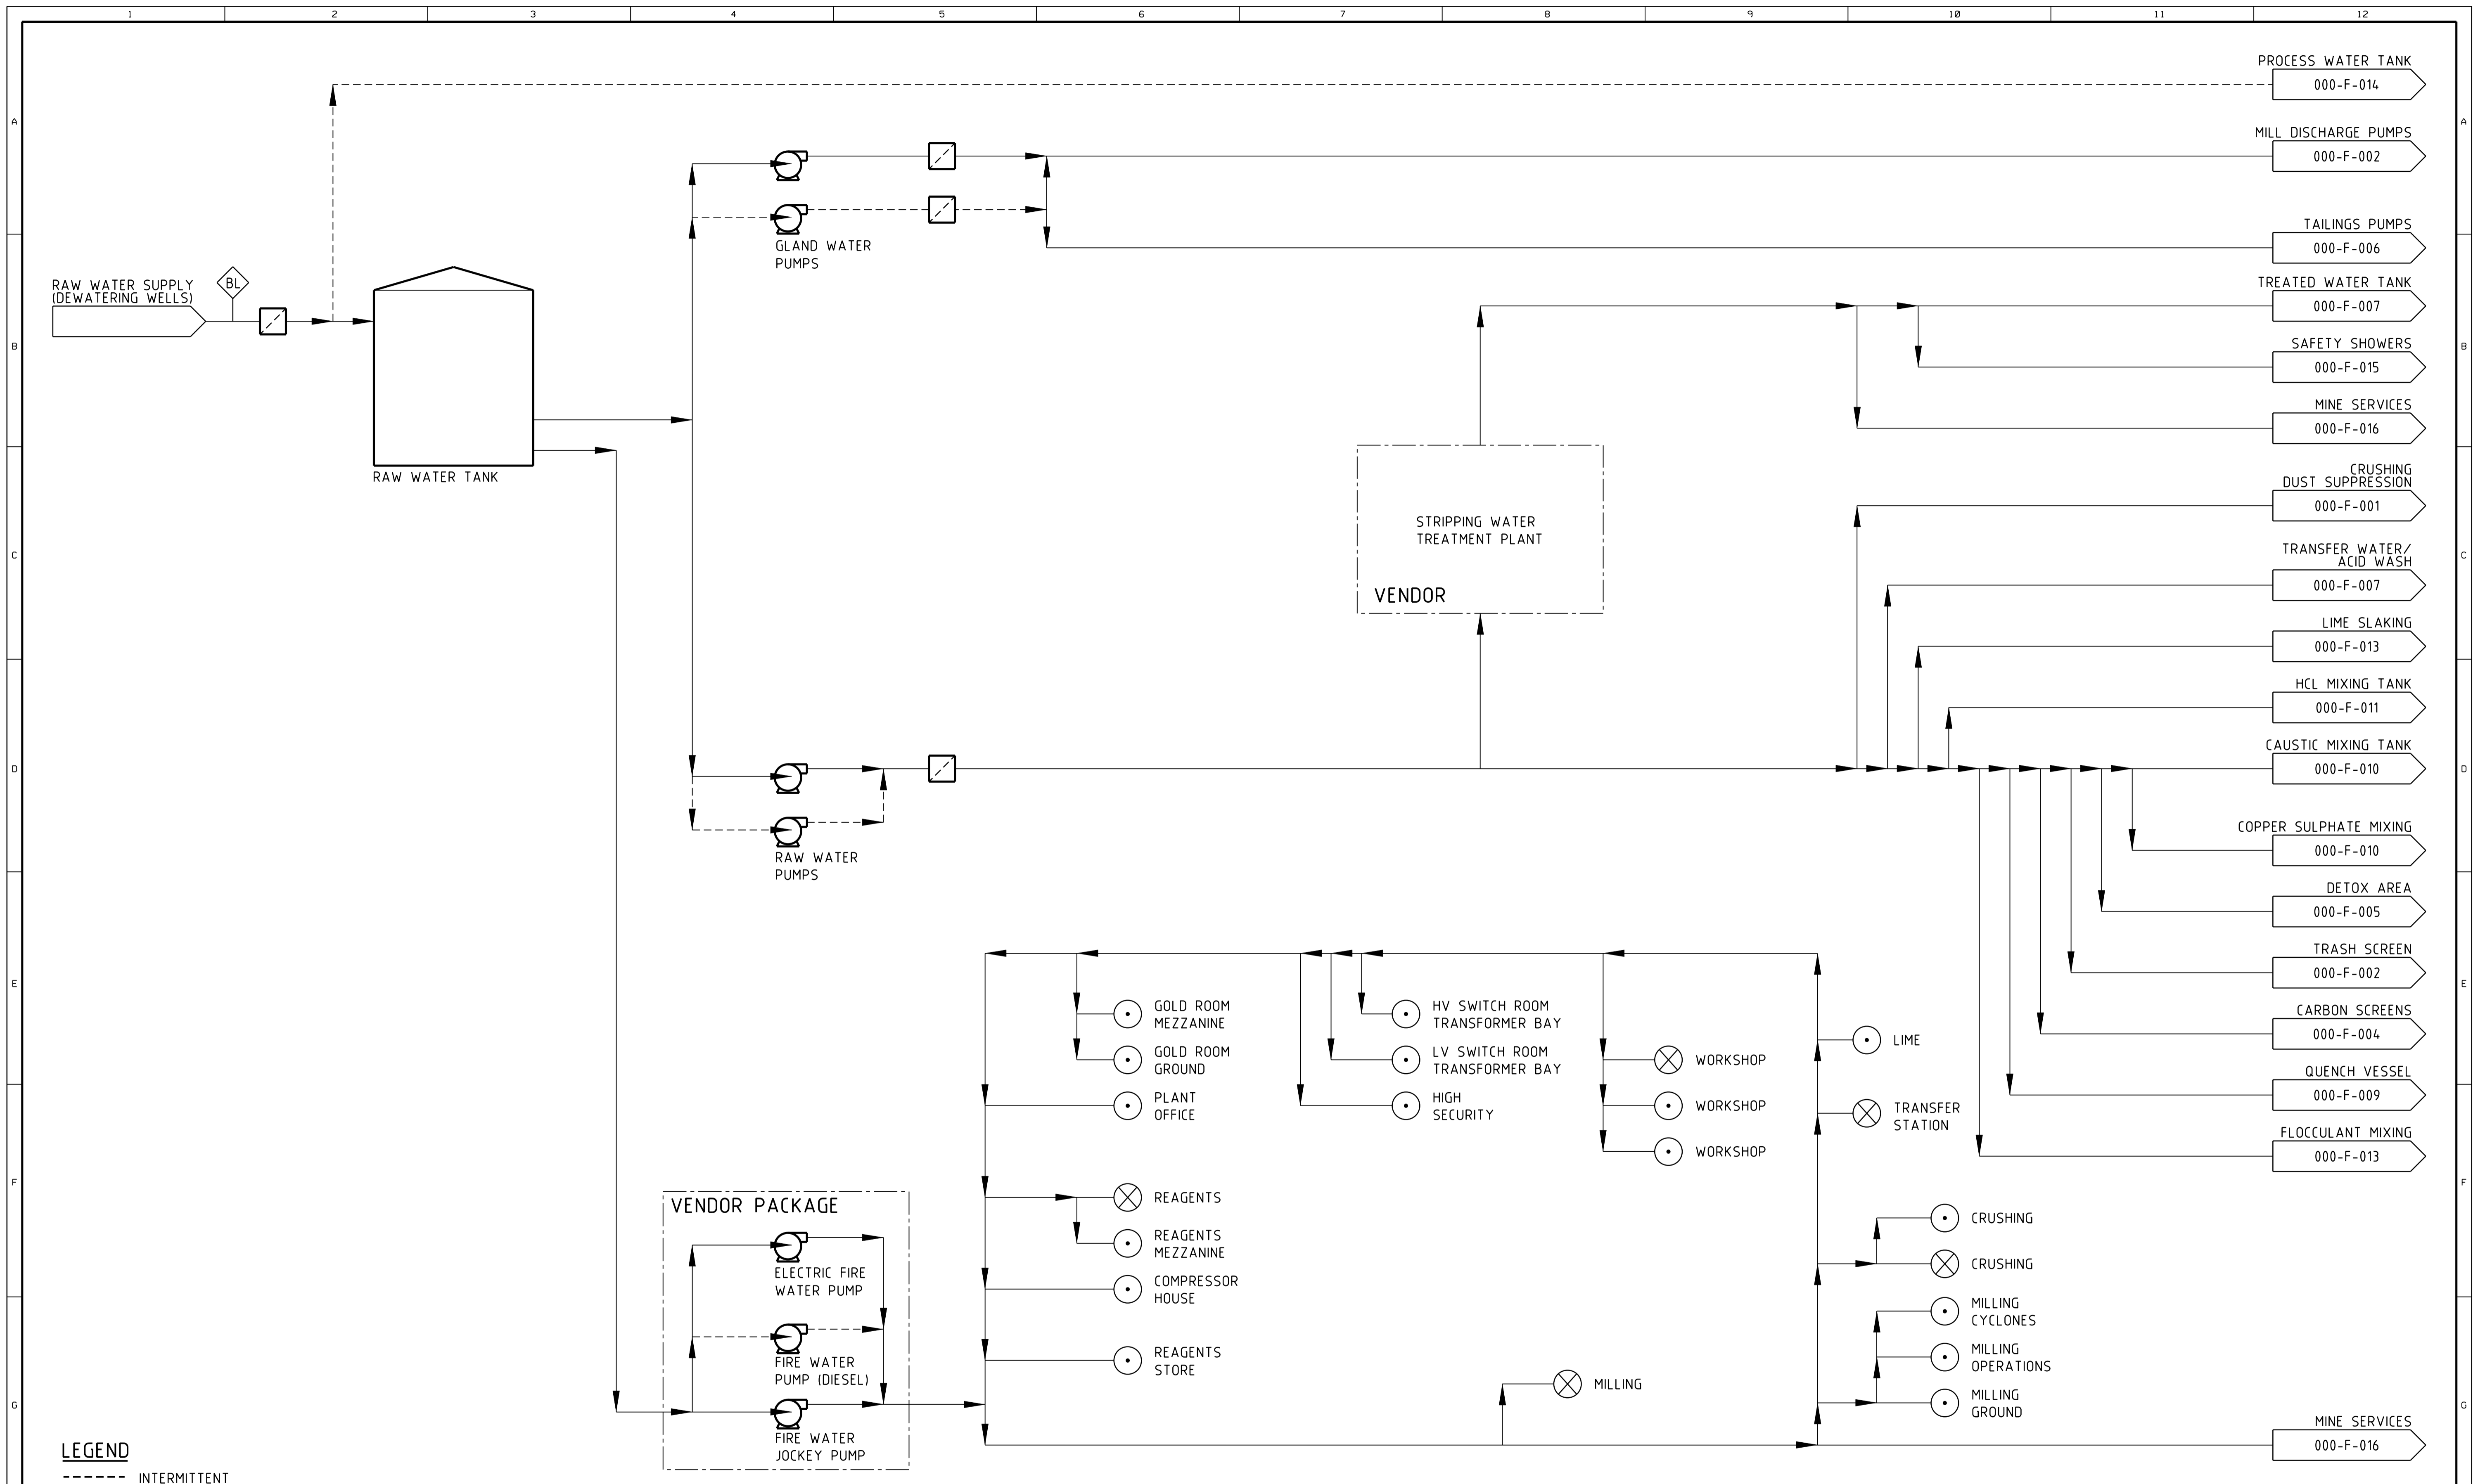 1 2 3 4 5 6 7 8 9 10 11 12
PROCESS WATER TANK
000-F-014
A
A
MILL DISCHARGE PUMPS
000-F-002
TAILINGS PUMPS
000-F-006
GLAND WATER
PUMPS
RAW WATER SUPPLY
(DEWATERING WELLS)
BL
TREATED WATER TANK
000-F-007
B
B
SAFETY SHOWERS
000-F-015
MINE SERVICES
000-F-016
RAW WATER TANK
CRUSHING
DUST SUPPRESSION
000-F-001
STRIPPING WATER
TREATMENT PLANT
VENDOR
C
C
TRANSFER WATER/
ACID WASH
000-F-007
LIME SLAKING
000-F-013
HCL MIXING TANK
000-F-011
CAUSTIC MIXING TANK
000-F-010
D
D
RAW WATER
PUMPS
COPPER SULPHATE MIXING
000-F-010
DETOX AREA
000-F-005
TRASH SCREEN
000-F-002
E
E
CARBON SCREENS
000-F-004
QUENCH VESSEL
000-F-009
FLOCCULANT MIXING
000-F-013
GOLD ROOM
MEZZANINE
GOLD ROOM
GROUND
PLANT
OFFICE
HV SWITCH ROOM
TRANSFORMER BAY
LV SWITCH ROOM
TRANSFORMER BAY
HIGH
SECURITY
WORKSHOP
WORKSHOP
WORKSHOP
LIME
TRANSFER
STATION
F
F
VENDOR PACKAGE
ELECTRIC FIRE
WATER PUMP
FIRE WATER
PUMP (DIESEL)
FIRE WATER
JOCKEY PUMP
REAGENTS
REAGENTS
MEZZANINE
COMPRESSOR
HOUSE
REAGENTS
STORE
MILLING
CRUSHING
CRUSHING
MILLING
CYCLONES
MILLING
OPERATIONS
MILLING
GROUND
G
G
MINE SERVICES
000-F-016
LEGEND
INTERMITTENT